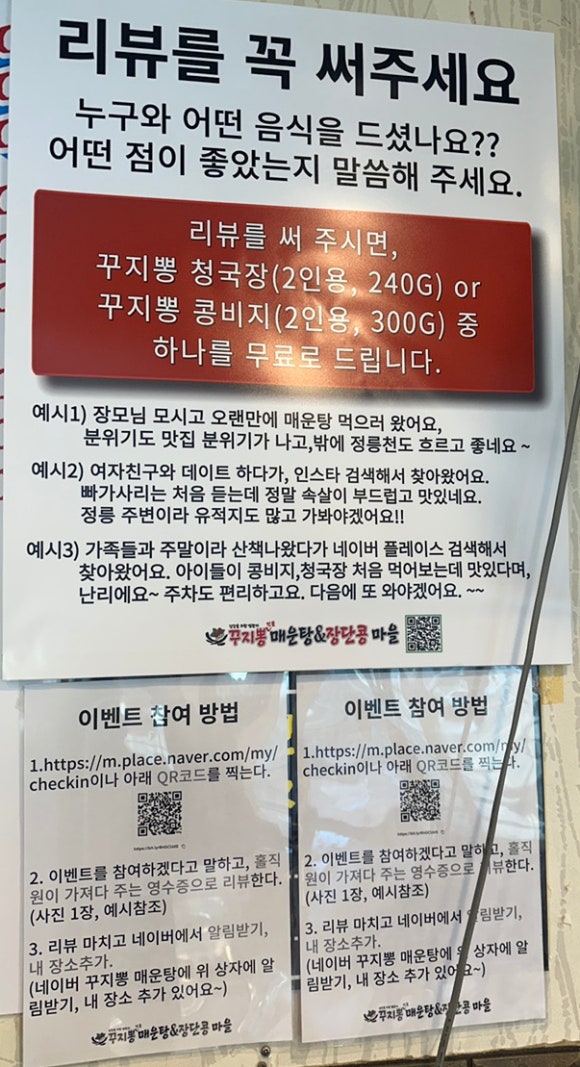 리뷰를 꼭 써주세요
누구와 어떤 음식을 드셨나요??
어떤 점이 좋았는지 말씀해 주세요.
리뷰를 써 주시면,
꾸지뽕 청국장(2인용, 240G) or
꾸지뽕 콩비지(2인용, 300G) 중
하나를 무료로 드립니다.
예시1) 장모님 모시고 오랜만에 매운탕 먹으러 왔어요,
분위기도 맛집 분위기가 나고,밖에 정릉천도 흐르고 좋네요 ~
예시2) 여자친구와 데이트 하다가, 인스타 검색해서 찾아왔어요.
빠가사리는 처음 듣는데 정말 속살이 부드럽고 맛있네요.
정릉 주변이라 유적지도 많고 가봐야겠어요!!
예시3) 가족들과 주말이라 산책나왔다가 네이버 플레이스 검색해서
찾아왔어요. 아이들이 콩비지,청국장 처음 먹어보는데 맛있다며,
난리에요~ 주차도 편리하고요. 다음에 또 와야겠어요. ~~
꾸지뽕 매운탕&장단콩 마을
이벤트 참여 방법
1.https://m.place.naver.com/my/
checkin이나 아래 QR코드를 찍는다.
2. 이벤트를 참여하겠다고 말하고, 홀직
원이 가져다 주는 영수증으로 리뷰한다.
(사진 1장, 예시참조)
3. 리뷰 마치고 네이버에서 알림받기,
내 장소추가.
(네이버 꾸지뽕 매운탕에 위 상자에 알
림받기, 내 장소 추가 있어요~)
꾸지뽕 매운탕&장단콩 마을
이벤트 참여 방법
1.https://m.place.naver.com/my/
checkin이나 아래 QR코드를 찍는다.
2. 이벤트를 참여하겠다고 말하고, 홀직
원이 가져다 주는 영수증으로 리뷰한다.
(사진 1장, 예시참조)
3. 리뷰 마치고 네이버에서 알림받기,
내 장소추가.
(네이버 꾸지뽕 매운탕에 위 상자에 알
림받기, 내 장소 추가 있어요~)
꾸지뽕 매운탕&장단콩 마을